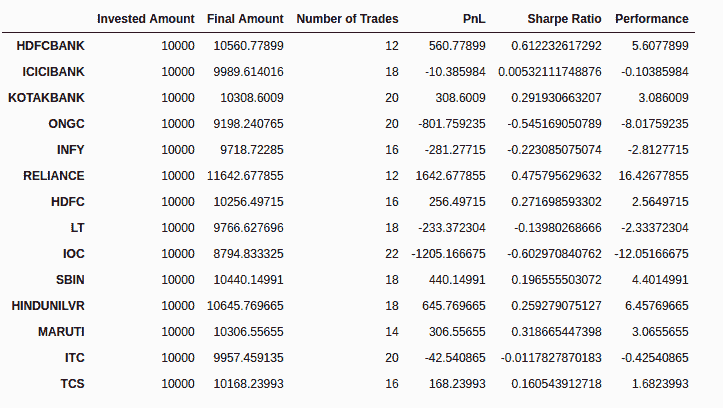 Invested Amount Final Amount Number of Trades PnL Sharpe Ratio Performance
HDFCBANK 10000 10560.77899 12 560.77899 0.612232617292 5.6077899
ICICIBANK 10000 9989.614016 18 -10.385984 0.00532111748876 -0.10385984
KOTAKBANK 10000 10308.6009 20 308.6009 0.291930663207 3.086009
ONGC 10000 9198.240765 20 -801.759235 -0.545169050789 -8.01759235
INFY 10000 9718.72285 16 -281.27715 -0.223085075074 -2.8127715
RELIANCE 10000 11642.677855 12 1642.677855 0.475795629632 16.42677855
HDFC 10000 10256.49715 16 256.49715 0.271698593302 2.5649715
LT 10000 9766.627696 18 -233.372304 -0.13980268666 -2.33372304
IOC 10000 8794.833325 22 -1205.166675 -0.602970840762 -12.05166675
SBIN 10000 10440.14991 18 440.14991 0.196555503072 4.4014991
HINDUNILVR 10000 10645.769665 18 645.769665 0.259279075127 6.45769665
MARUTI 10000 10306.55655 14 306.55655 0.318665447398 3.0655655
ITC 10000 9957.459135 20 -42.540865 -0.0117827870183 -0.42540865
TCS 10000 10168.23993 16 168.23993 0.160543912718 1.6823993